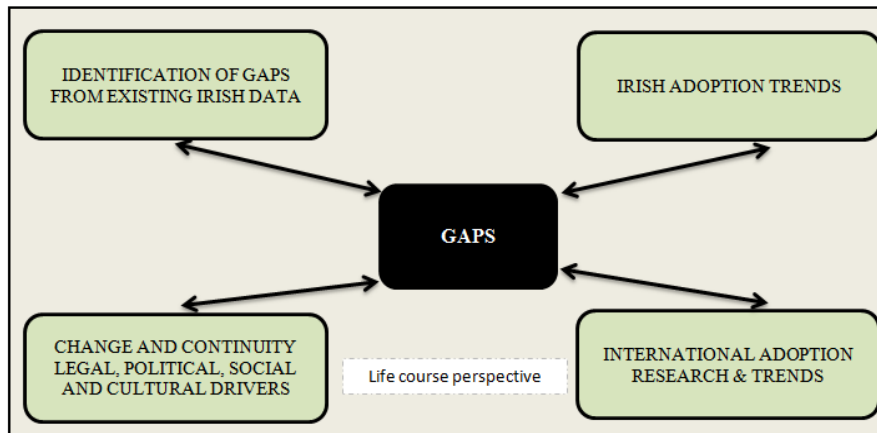 IDENTIFICATION OF GAPS
FROM EXISTING IRISH DATA
IRISH ADOPTION TRENDS
GAPS
CHANGE AND CONTINUITY
LEGAL, POLITICAL, SOCIAL
AND CULTURAL DRIVERS
Life course perspective
INTERNATIONAL ADOPTION
RESEARCH & TRENDS